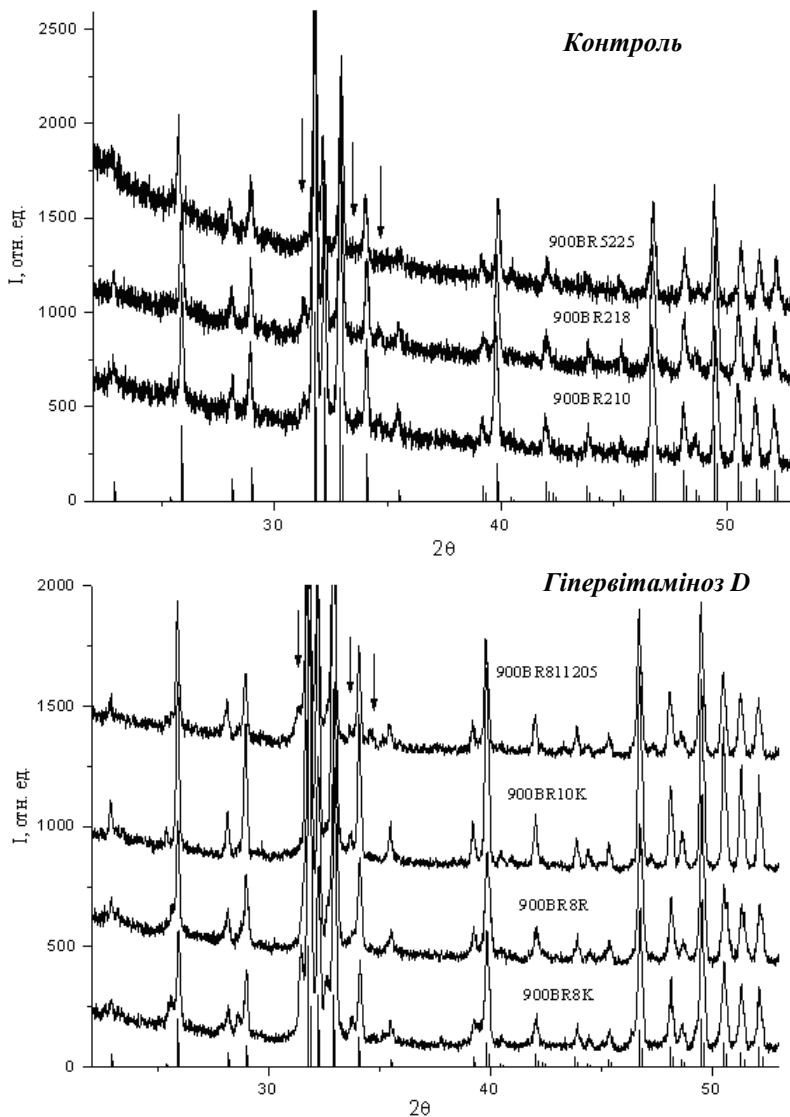 Контроль
2500
2000
1500
1000
500
0
I, отн. ед.
900BR5225
900BR218
900BR210
30
40
50
2θ
Гіпервітаміноз D
2000
1500
1000
500
0
I, отн. ед.
900BR811205
900BR10K
900BR8R
900BR8K
30
40
50
2θ